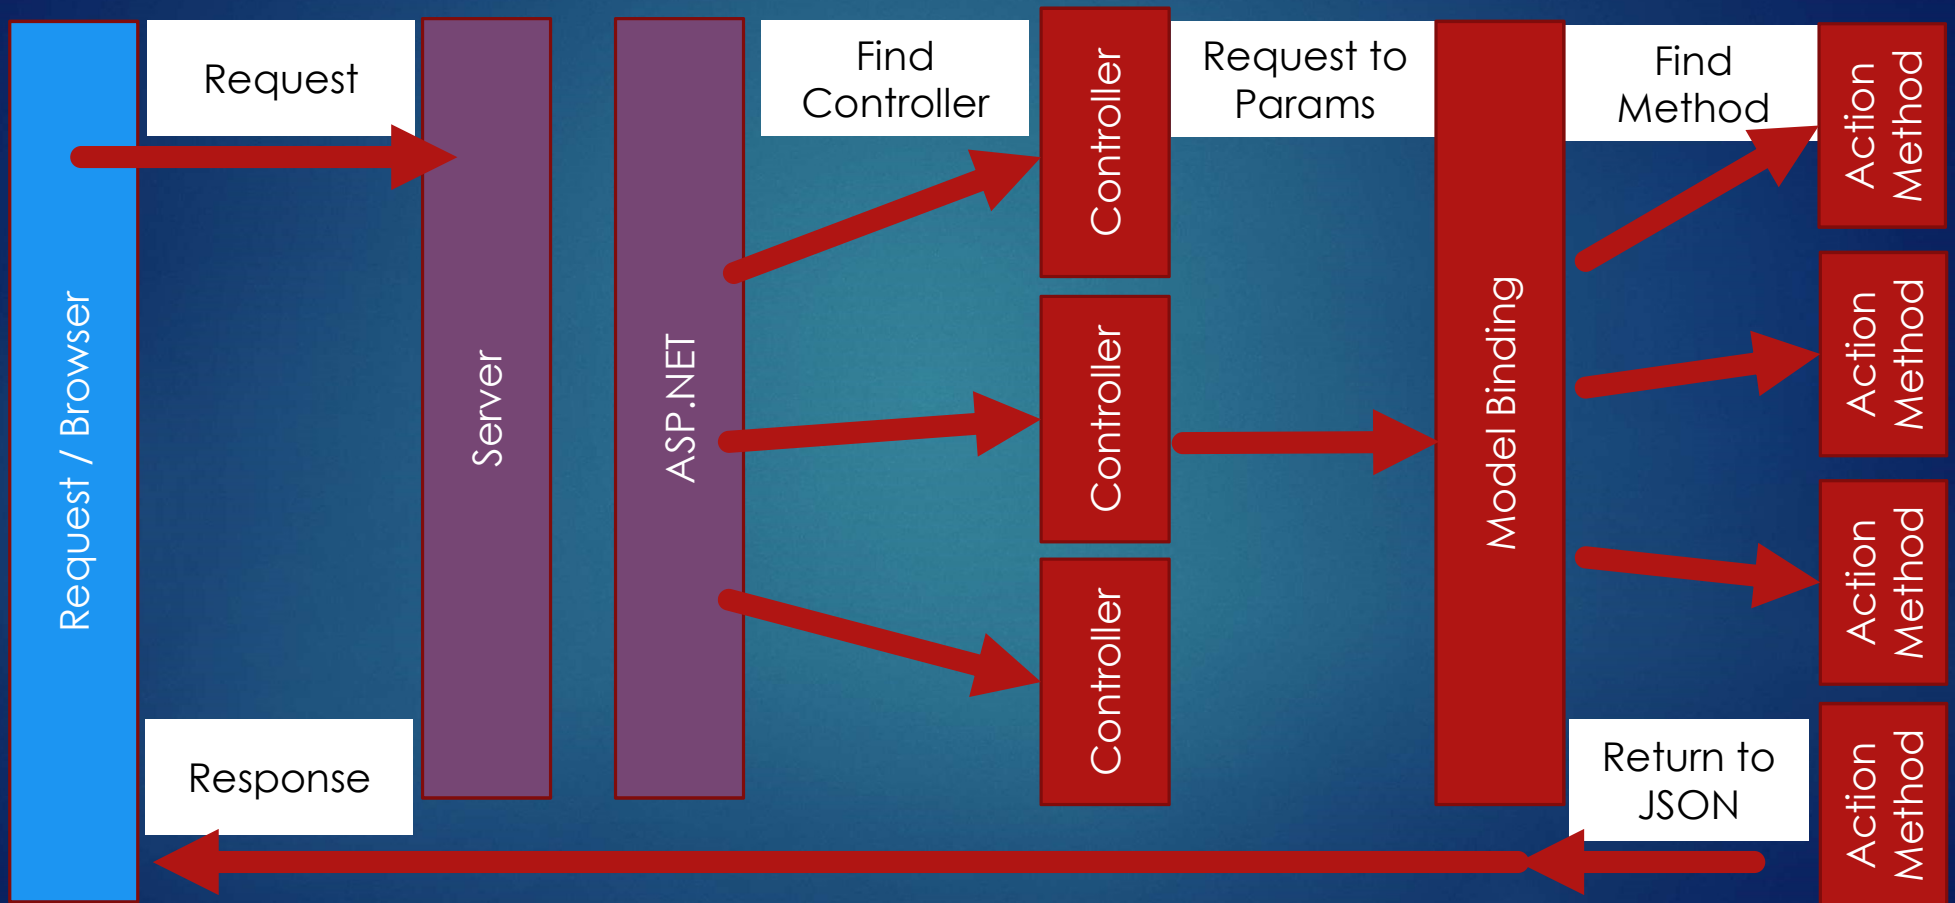 Request / Browser
Request
Response
Server
ASP.NET
Find
Controller
Controller
Controller
Controller
Request to
Params
Model Binding
Find
Method
Return to
JSON
Action
Method
Action
Method
Action
Method
Action
Method